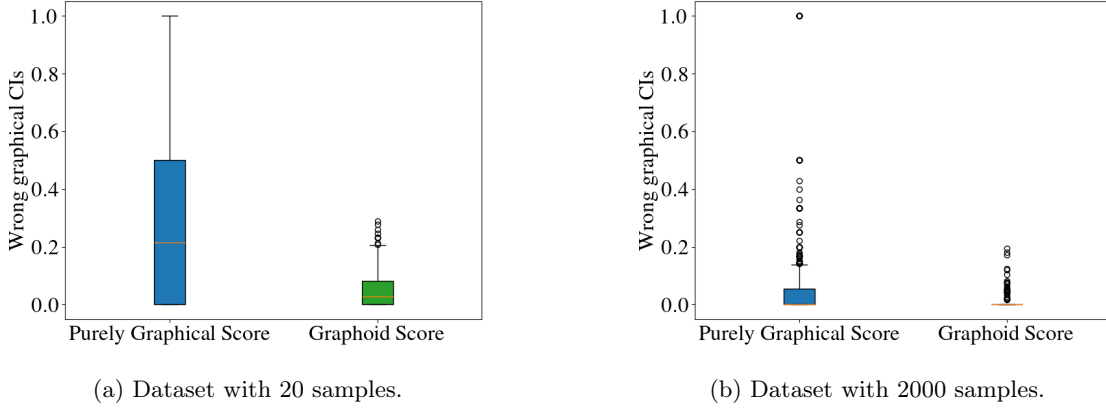 Wrong graphical CIs
1.0
0.8
0.6
0.4
0.2
0.0
Purely Graphical Score
Graphoid Score
(a) Dataset with 20 samples.
Wrong graphical CIs
1.0
0.8
0.6
0.4
0.2
0.0
Purely Graphical Score
Graphoid Score
(b) Dataset with 2000 samples.